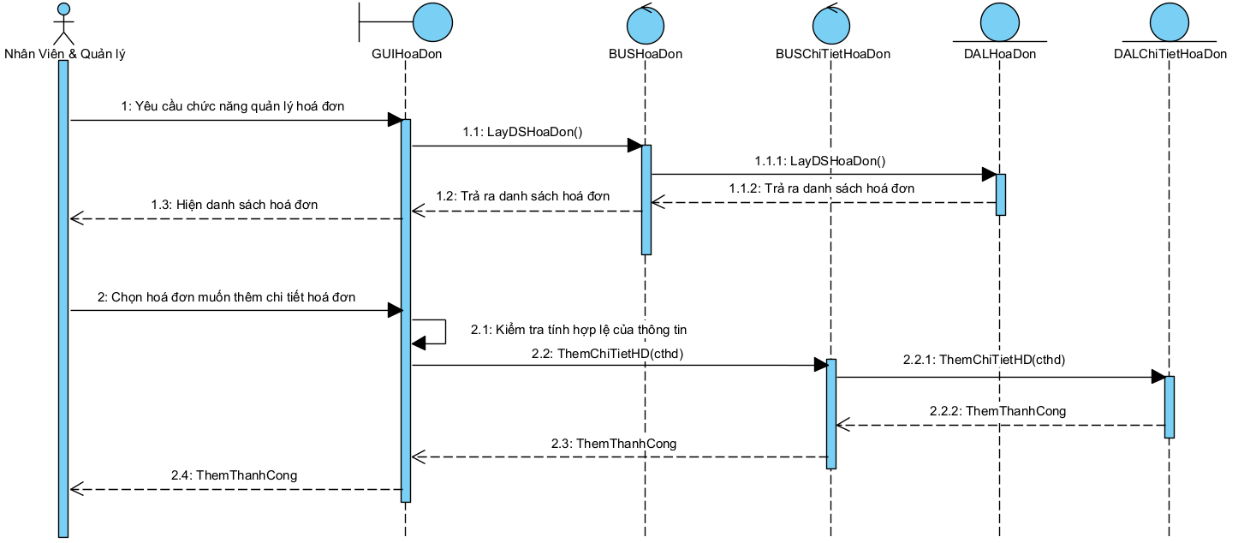 Nhân Viên & Quản lý
GUIHoaDon
BUSHoaDon
BUSChiTietHoaDon
DALHoaDon
DALChiTietHoaDon
1: Yêu cầu chức năng quản lý hoá đơn
1.1: LayDSHoaDon()
1.1.1: LayDSHoaDon()
1.1.2: Trả ra danh sách hoá đơn
1.2: Trả ra danh sách hoá đơn
1.3: Hiện danh sách hoá đơn
2: Chọn hoá đơn muốn thêm chi tiết hoá đơn
2.1: Kiểm tra tính hợp lệ của thông tin
2.2: ThemChiTiếtHD(cthd)
2.2.1: ThemChiTietHD(cthd)
2.2.2: ThemThanhCong
2.3: ThemThanhCong
2.4: ThemThanhCong